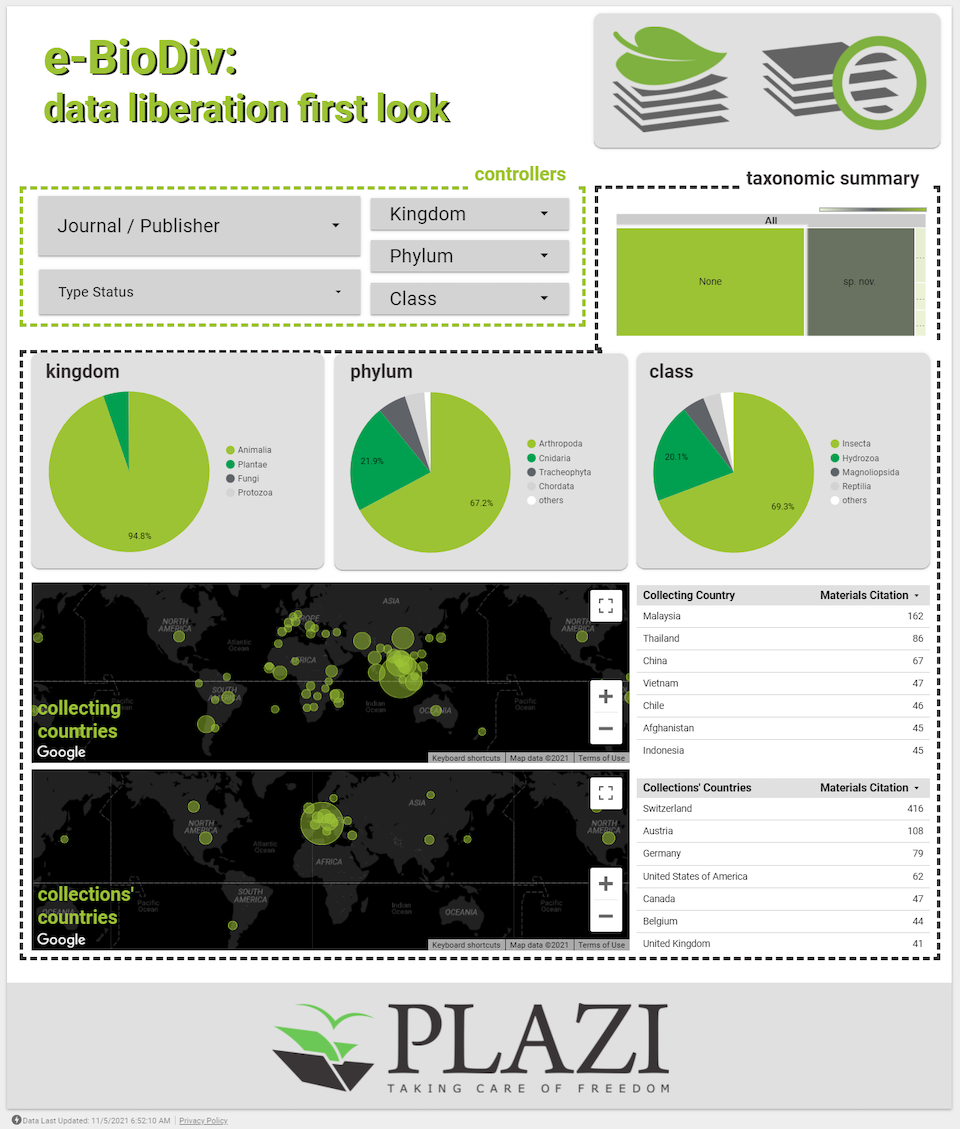 e-BioDiv:
data liberation first look
controllers
Journal / Publisher
Type Status
Kingdom
Phylum
Class
taxonomic summary
All
None
sp. nov.
kingdom
94.8%
Animalia
Plantae
Fungi
Protozoa
phylum
21.9%
67.2%
Arthropoda
Cnidaria
Tracheophyta
Chordata
others
class
20.1%
69.3%
Insecta
Hydrozoa
Magnoliopsida
Reptilia
others
ASIA
NORTH
AMERICA
Atlantic
Ocean
AFRICA
NORTH
AMERICA
SOUTH
AMERICA
Pacific
Ocean
Indian
Ocean
OCEANIA
Pacific
Ocean
collecting
countries
Google
Keyboard shortcuts
Map data ©2021
Terms of Use
Collecting Country Materials Citation
Malaysia 162
Thailand 86
China 67
Vietnam 47
Chile 46
Afghanistan 45
Indonesia 45
ASIA
NORTH
AMERICA
Atlantic
Ocean
AFRICA
NORTH
AMERICA
SOUTH
AMERICA
Pacific
Ocean
Indian
Ocean
OCEANIA
Pacific
Ocean
OCEANIA
collections'
countries
Google
Keyboard shortcuts
Map data ©2021
Terms of Use
Collections' Countries Materials Citation
Switzerland 416
Austria 108
Germany 79
United States of America 62
Canada 47
Belgium 44
United Kingdom 41
PLAZI
TAKING CARE OF FREEDOM
Data Last Updated: 11/5/2021 6:52:10 AM
Privacy Policy